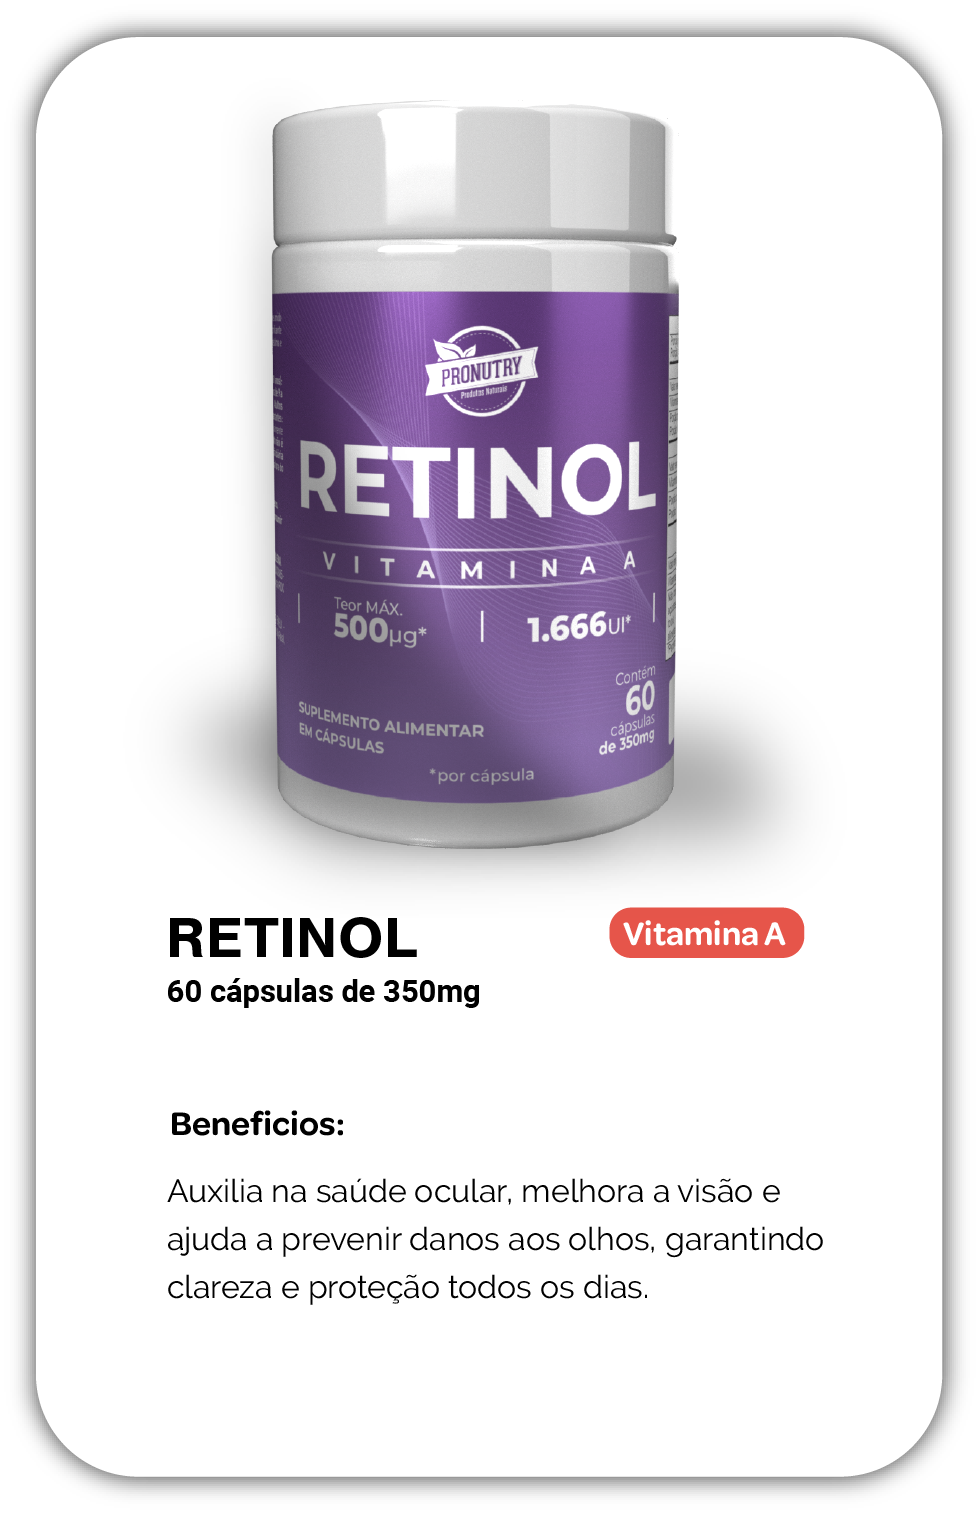 PRONUTRY
Produtos Naturais
RETINOL
VITAMINA A
Teor MÁX.
500µg*
1.666UI*
Contém
60
cápsulas
de 350mg
SUPLEMENTO ALIMENTAR
EM CÁPSULAS
*por cápsula
RETINOL
Vitamina A
60 cápsulas de 350mg
Beneficios:
Auxilia na saúde ocular, melhora a visão e
ajuda a prevenir danos aos olhos, garantindo
clareza e proteção todos os dias.